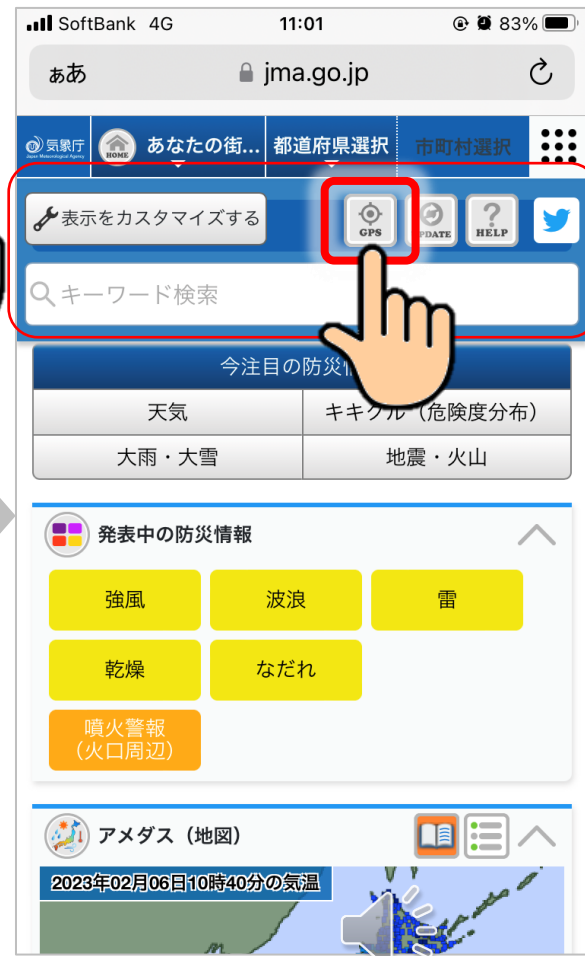 SoftBank 4G 11:01 83%
ぁあ jma.go.jp
気象庁 HOME あなたの街... 都道府県選択 市町村選択
Japan Meteorological Agency
表示をカスタマイズする GPS UPDATE HELP
キーワード検索
今注目の防災情
天気 キキクル（危険度分布）
大雨・大雪 地震・火山
発表中の防災情報
強風 波浪 雷
乾燥 なだれ
噴火警報
（火口周辺）
アメダス（地図）
2023年02月06日10時40分の気温